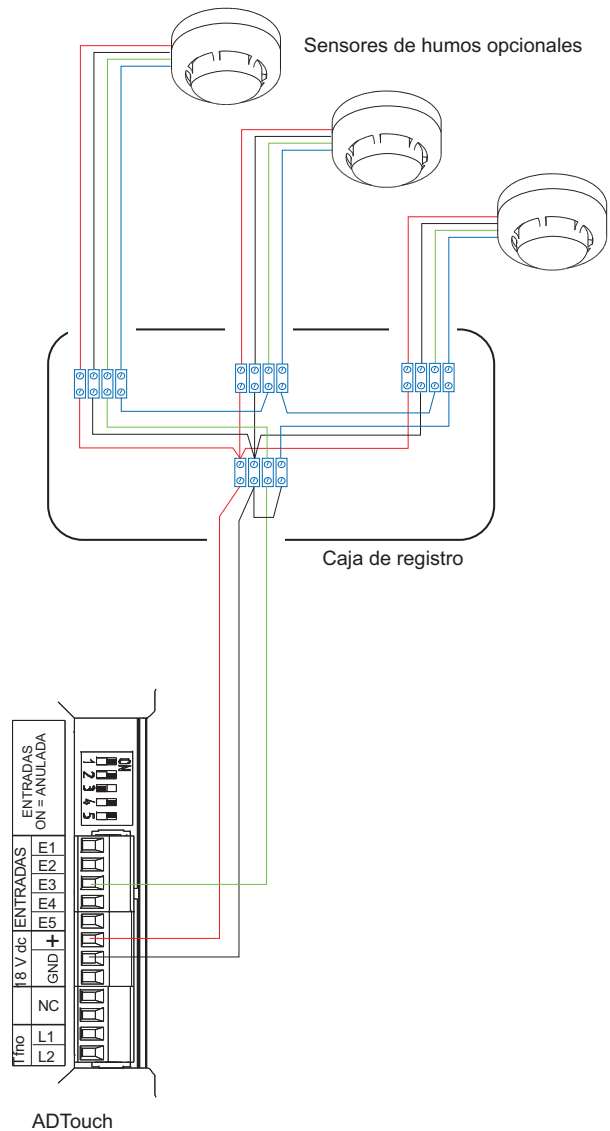 Sensores de humos opcionales
Caja de registro
ENTRADAS
ON = ANULADA
ON
1
2
3
4
5
ENTRADAS
E1
E2
E3
E4
E5
18 V dc
+
GND
NC
Tfno
L1
L2
ADTouch